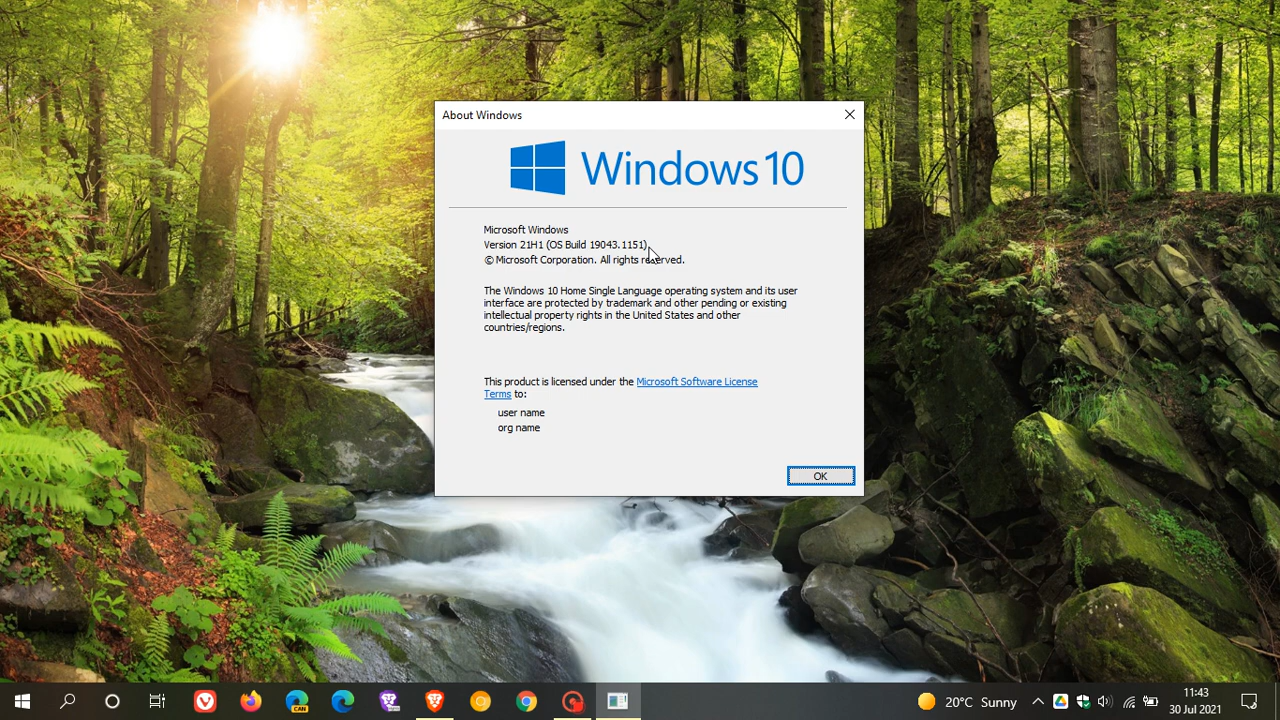 About Windows
Windows 10
Microsoft Windows
Version 21H1 (OS Build 19043.1151)
© Microsoft Corporation. All rights reserved.
The Windows 10 Home Single Language operating system and its user
interface are protected by trademark and other pending or existing
intellectual property rights in the United States and other
countries/regions.
This product is licensed under the Microsoft Software License
Terms to:
user name
org name
OK
CAN
20°C Sunny
11:43
30 Jul 2021